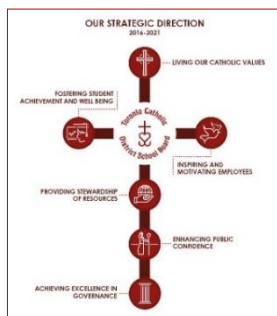 OUR STRATEGIC DIRECTION
2016-2021
LIVING OUR CATHOLIC VALUES
FOSTERING STUDENT
ACHIEVEMENT AND WELL BEING
Toronto Catholic
District School Board
INSPIRING AND
MOTIVATING EMPLOYEES
PROVIDING STEWARDSHIP
OF RESOURCES
ENHANCING PUBLIC
CONFIDENCE
ACHIEVING EXCELLENCE IN
GOVERNANCE